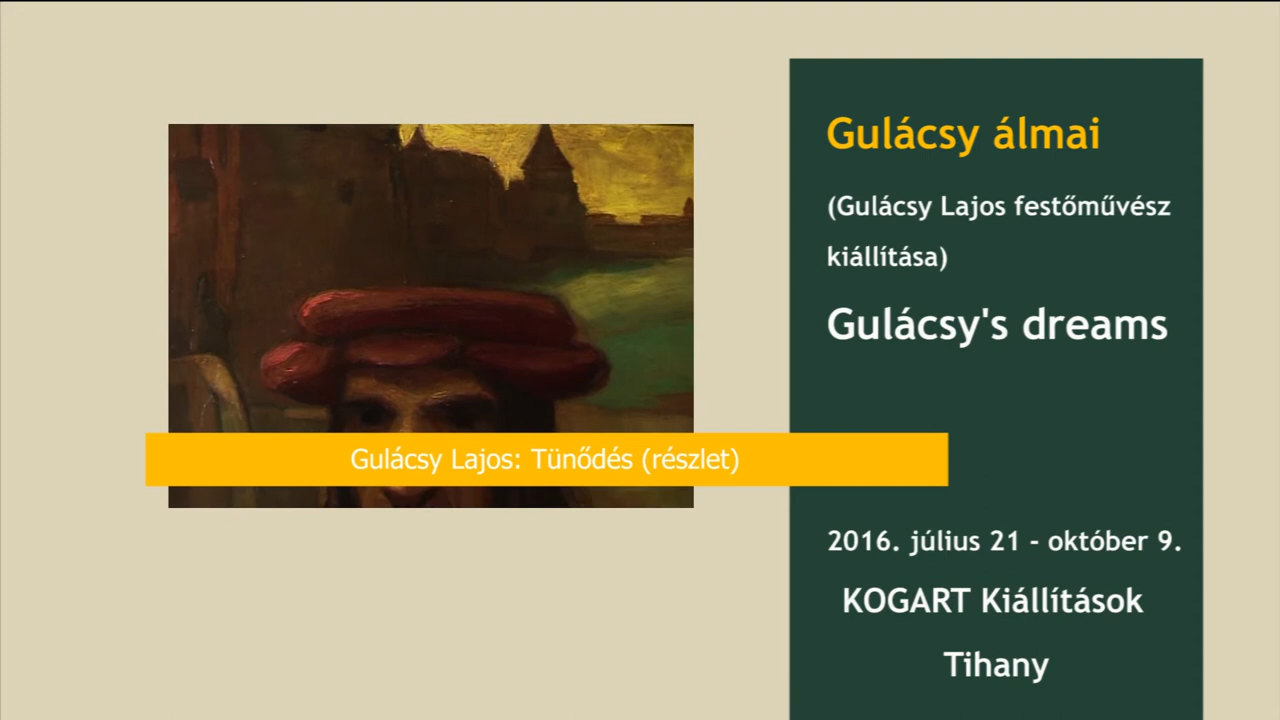 Gulácsy álmai
(Gulácsy Lajos festőművész
kiállítása)
Gulácsy's dreams
Gulácsy Lajos: Tünődés (részlet)
2016. július 21 - október 9.
KOGART Kiállítások
Tihany